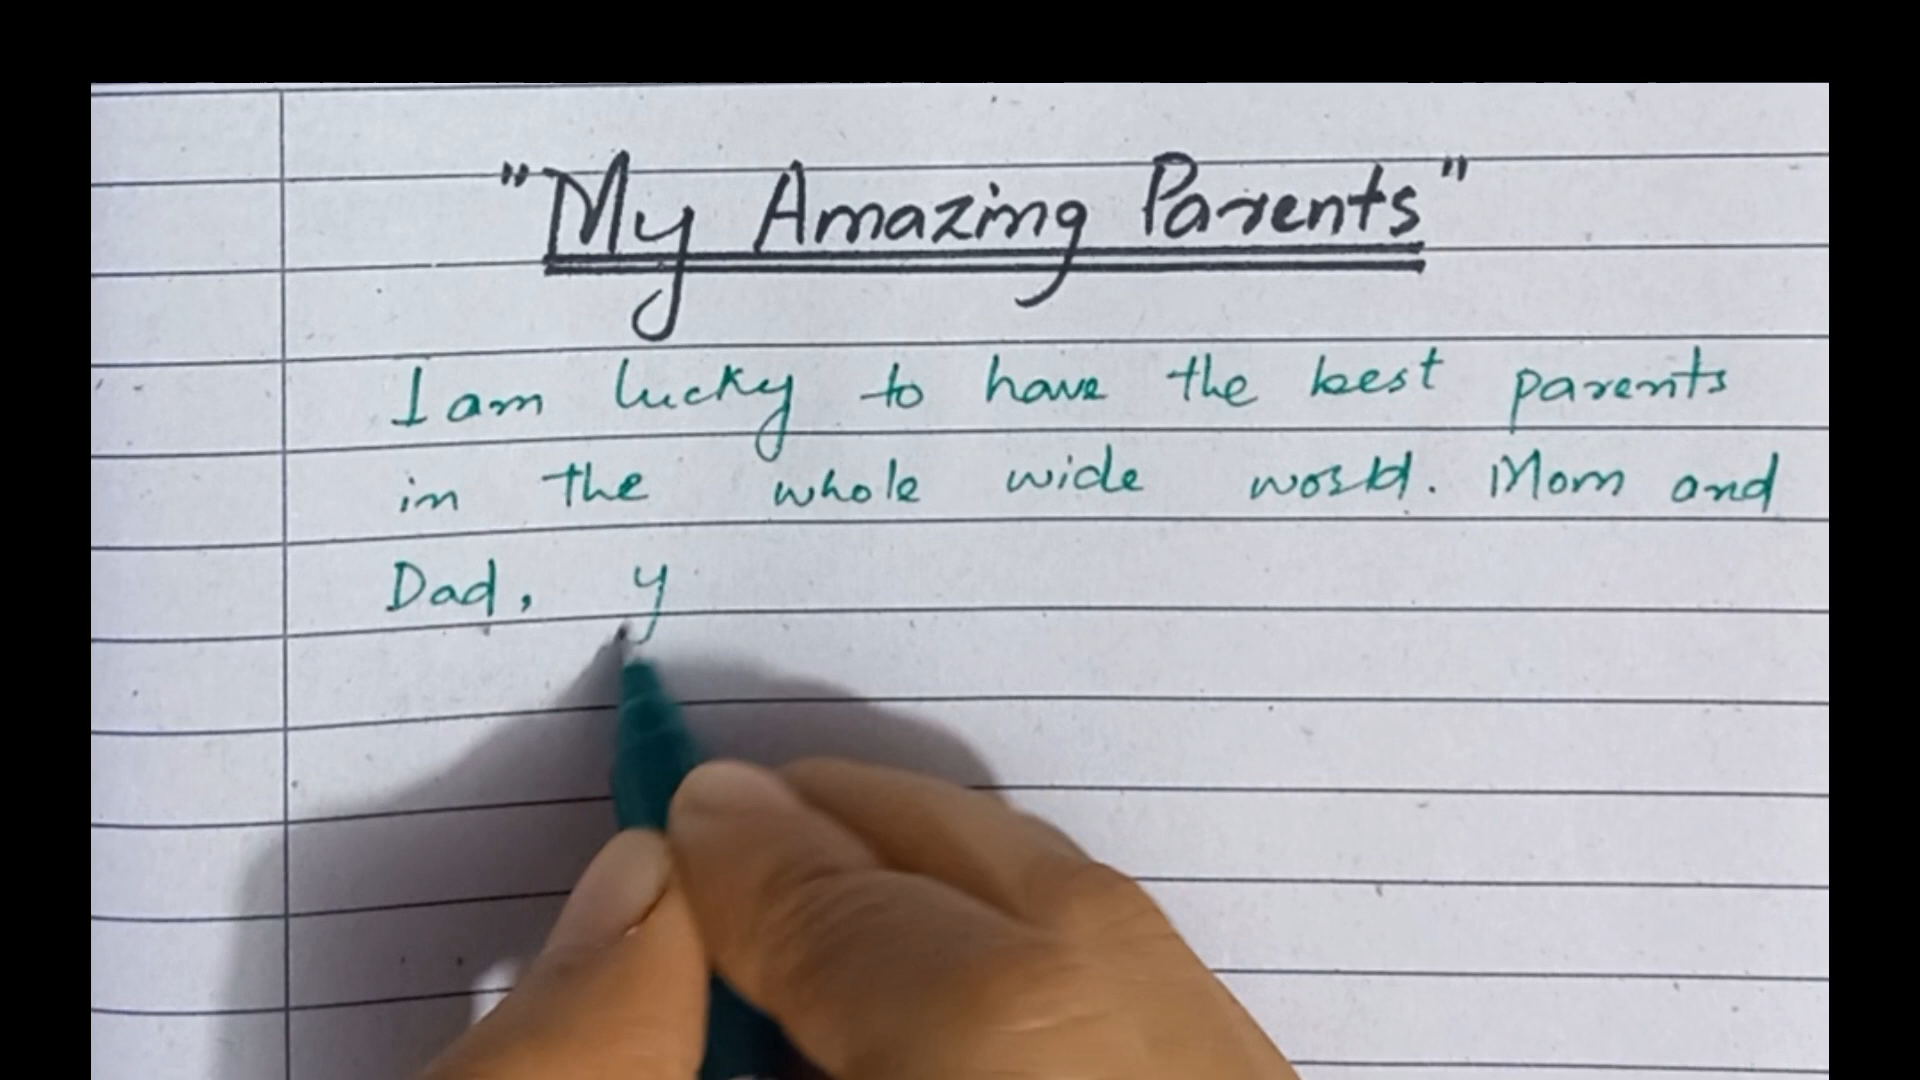 "My Amazing Parents"
I am lucky to have the best parents
in the whole wide world. Mom and
Dad, y